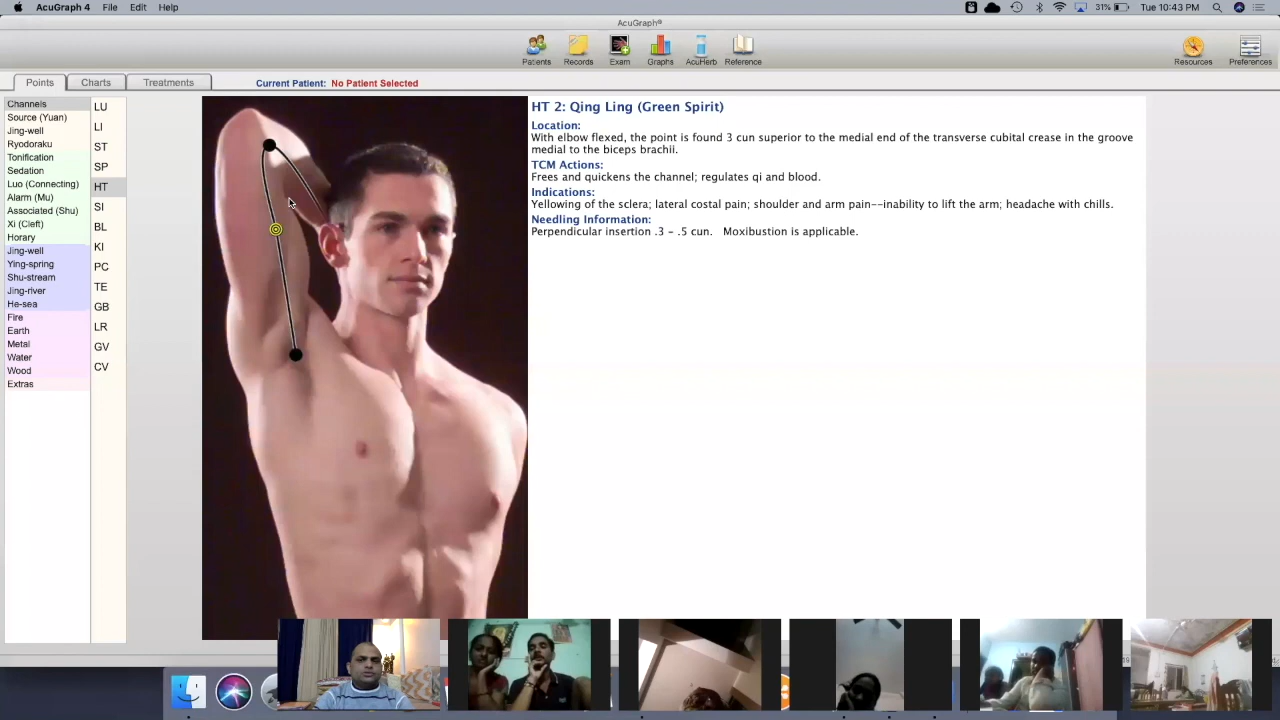 AcuGraph 4 File Edit Help
31% Tue 10:43 PM
AcuGraph®
Patients Records Exam Graphs AcuHerb Reference Resources Preferences
Points Charts Treatments Current Patient: No Patient Selected
Channels
Source (Yuan)
Jing-well
Ryodoraku
Tonification
Sedation
Luo (Connecting)
Alarm (Mu)
Associated (Shu)
Xi (Cleft)
Horary
Jing-well
Ying-spring
Shu-stream
Jing-river
He-sea
Fire
Earth
Metal
Water
Wood
Extras
LU
LI
ST
SP
HT
SI
BL
KI
PC
TE
GB
LR
GV
CV
HT 2: Qing Ling (Green Spirit)
Location:
With elbow flexed, the point is found 3 cun superior to the medial end of the transverse cubital crease in the groove
medial to the biceps brachii.
TCM Actions:
Frees and quickens the channel; regulates qi and blood.
Indications:
Yellowing of the sclera; lateral costal pain; shoulder and arm pain--inability to lift the arm; headache with chills.
Needling Information:
Perpendicular insertion .3 - .5 cun. Moxibustion is applicable.